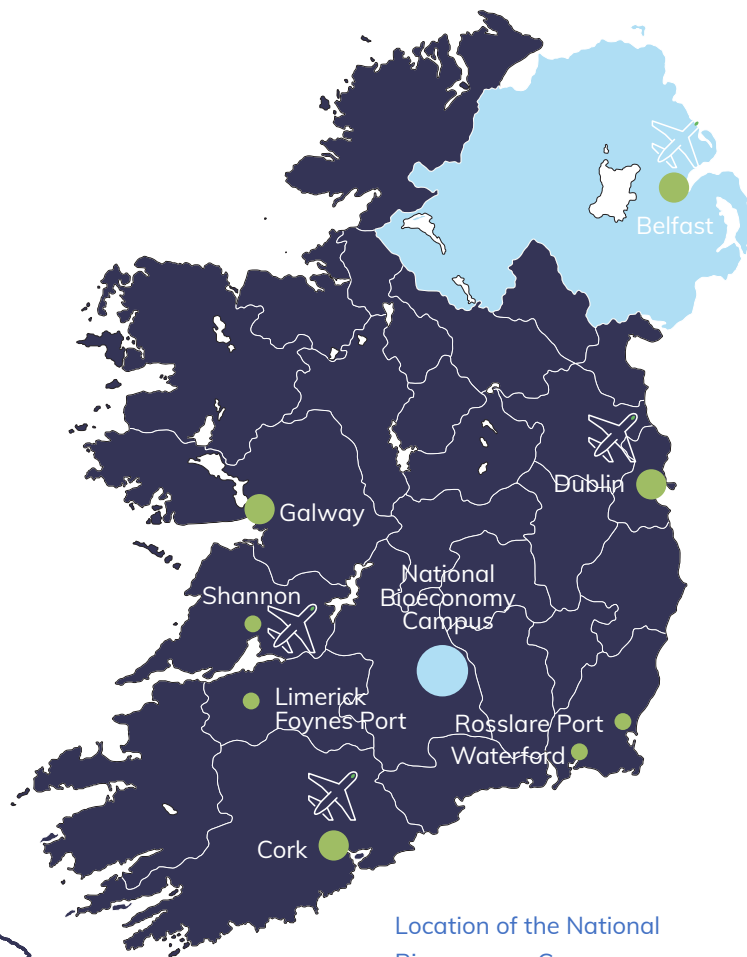 Belfast
Dublin
Galway
National
Bioeconomy
Campus
Shannon
Limerick
Foynes Port
Rosslare Port
Waterford
Cork
Location of the National